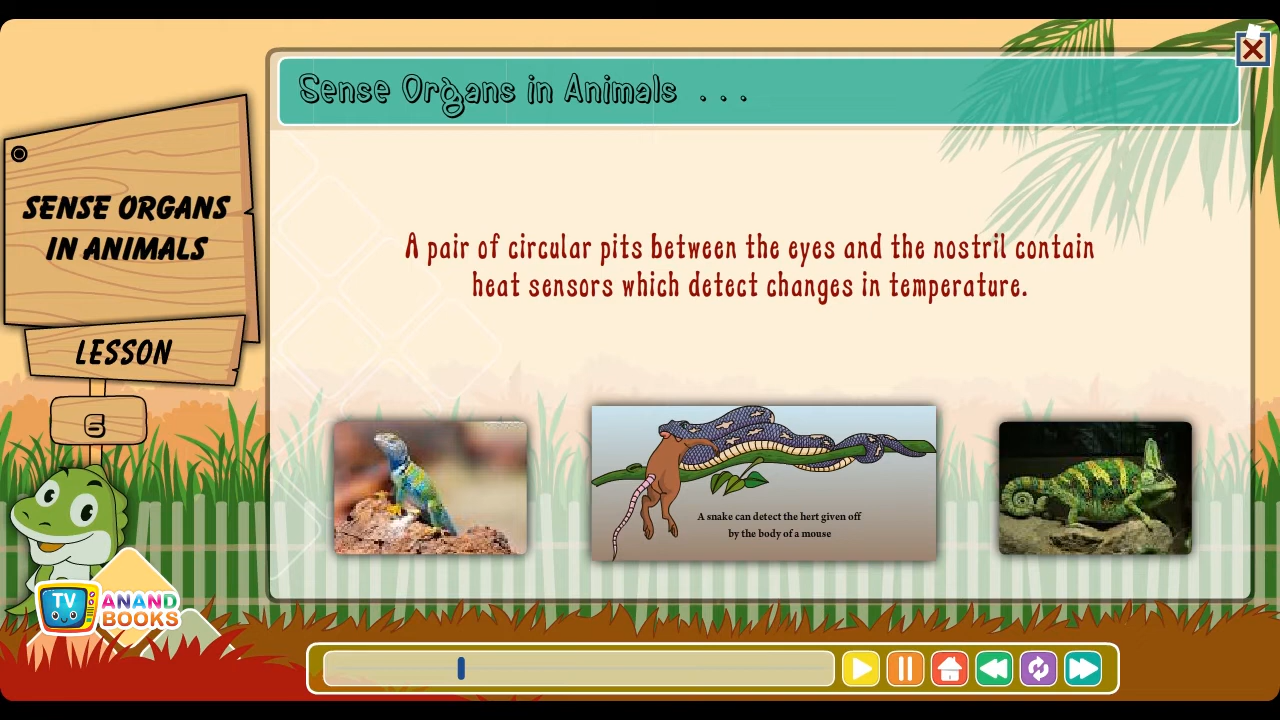 Sense Organs in Animals ...
SENSE ORGANS
IN ANIMALS
LESSON
6
A pair of circular pits between the eyes and the nostril contain
heat sensors which detect changes in temperature.
A snake can detect the hert given off
by the body of a mouse
TV
ANAND
BOOKS